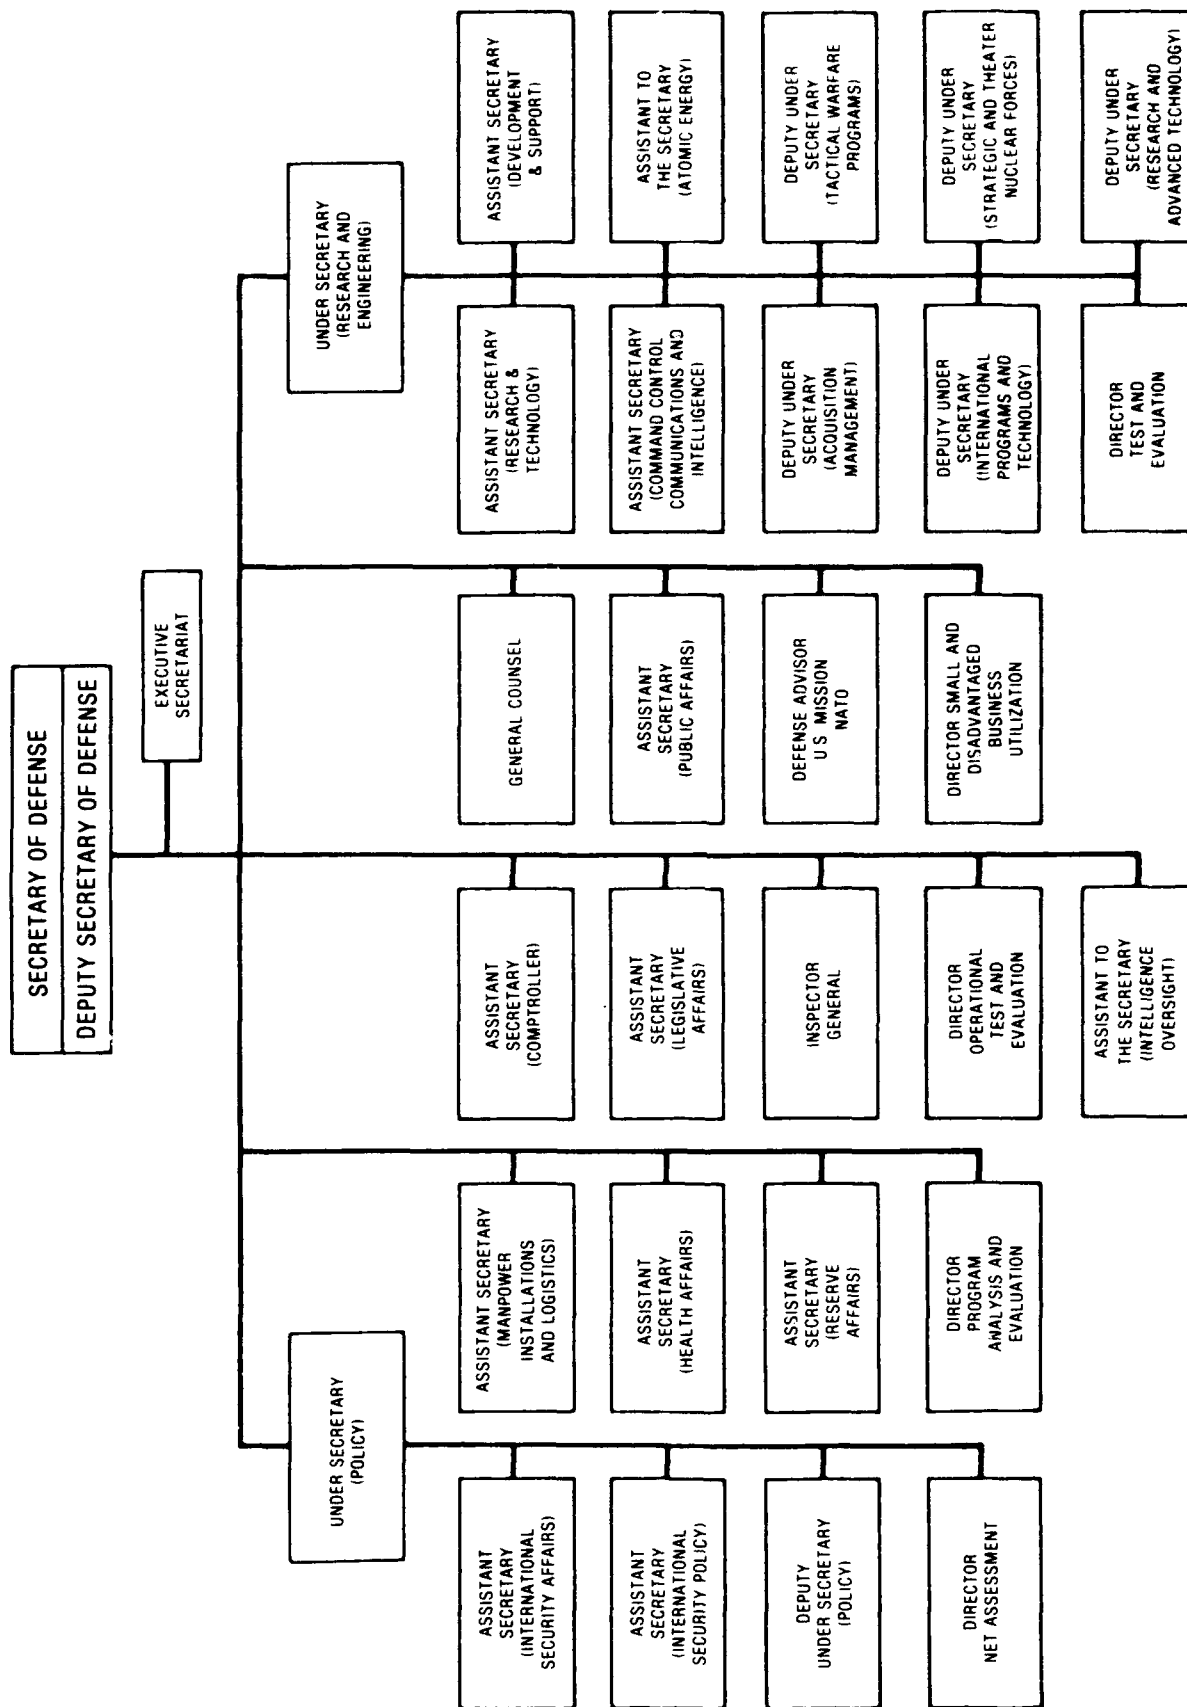 SECRETARY OF DEFENSE
DEPUTY SECRETARY OF DEFENSE
EXECUTIVE
SECRETARIAT
UNDER SECRETARY
(POLICY)
UNDER SECRETARY
(RESEARCH AND
ENGINEERING)
ASSISTANT
SECRETARY
(INTERNATIONAL
SECURITY AFFAIRS)
ASSISTANT SECRETARY
(MANPOWER
INSTALLATIONS
AND LOGISTICS)
ASSISTANT
SECRETARY
(COMPTROLLER)
GENERAL COUNSEL
ASSISTANT SECRETARY
(RESEARCH &
TECHNOLOGY)
ASSISTANT SECRETARY
(DEVELOPMENT
& SUPPORT)
ASSISTANT
SECRETARY
(INTERNATIONAL
SECURITY POLICY)
ASSISTANT
SECRETARY
(HEALTH AFFAIRS)
ASSISTANT
SECRETARY
(LEGISLATIVE
AFFAIRS)
ASSISTANT
SECRETARY
(PUBLIC AFFAIRS)
ASSISTANT SECRETARY
(COMMAND CONTROL
COMMUNICATIONS AND
INTELLIGENCE)
ASSISTANT TO
THE SECRETARY
(ATOMIC ENERGY)
DEPUTY
UNDER SECRETARY
(POLICY)
ASSISTANT
SECRETARY
(RESERVE
AFFAIRS)
INSPECTOR
GENERAL
DEFENSE ADVISOR
U S MISSION
NATO
DEPUTY UNDER
SECRETARY
(ACQUISITION
MANAGEMENT)
DEPUTY UNDER
SECRETARY
(TACTICAL WARFARE
PROGRAMS)
DIRECTOR
NET ASSESSMENT
DIRECTOR
PROGRAM
ANALYSIS AND
EVALUATION
DIRECTOR
OPERATIONAL
TEST AND
EVALUATION
DIRECTOR SMALL AND
DISADVANTAGED
BUSINESS
UTILIZATION
DEPUTY UNDER
SECRETARY
(INTERNATIONAL
PROGRAMS AND
TECHNOLOGY)
DEPUTY UNDER
SECRETARY
(STRATEGIC AND THEATER
NUCLEAR FORCES)
ASSISTANT TO
THE SECRETARY
(INTELLIGENCE
OVERSIGHT)
DIRECTOR
TEST AND
EVALUATION
DEPUTY UNDER
SECRETARY
(RESEARCH AND
ADVANCED TECHNOLOGY)